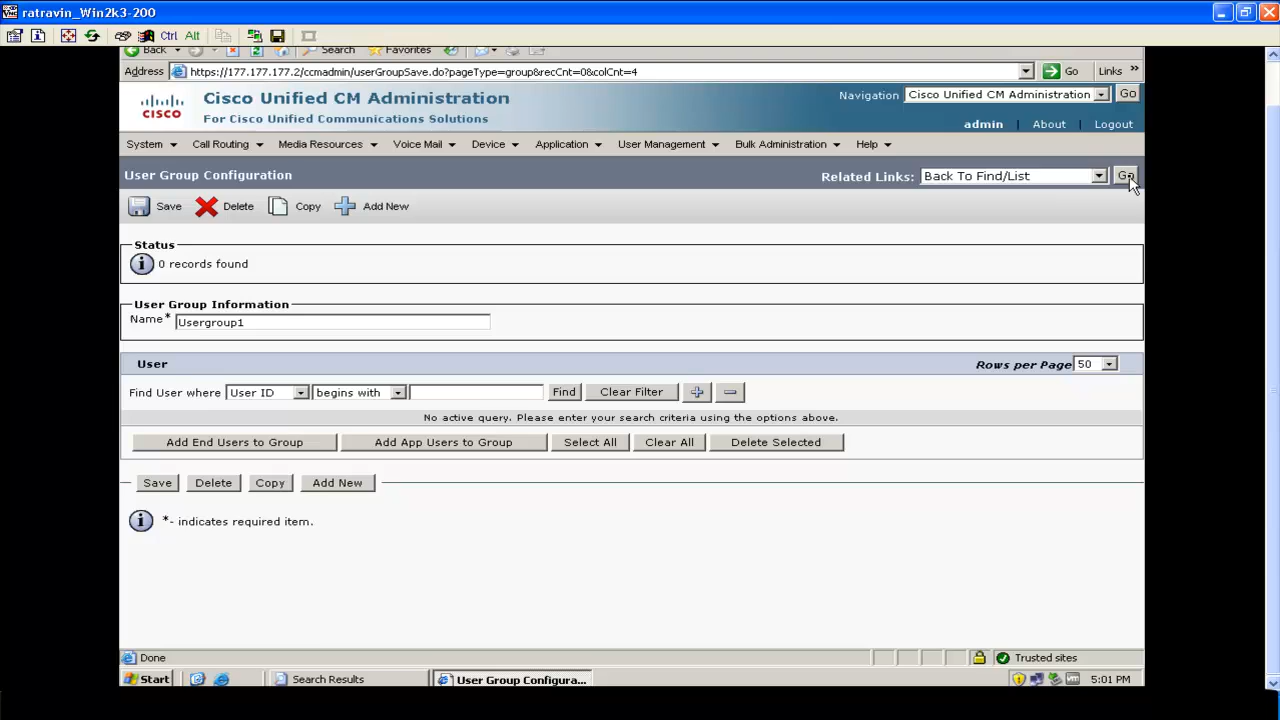 ratravin_Win2k3-200
Ctrl Alt
Back Search Favorites
Address https://177.177.177.2/ccmadmin/userGroupSave.do?pageType=group&recCnt=0&colCnt=4 Go Links »
CISCO
Cisco Unified CM Administration
For Cisco Unified Communications Solutions
Navigation Cisco Unified CM Administration Go
admin | About | Logout
System Call Routing Media Resources Voice Mail Device Application User Management Bulk Administration Help
User Group Configuration
Related Links: Back To Find/List Go
Save Delete Copy Add New
Status
0 records found
User Group Information
Name* Usergroup1
User
Rows per Page 50
Find User where User ID begins with Find Clear Filter
No active query. Please enter your search criteria using the options above.
Add End Users to Group Add App Users to Group Select All Clear All Delete Selected
Save Delete Copy Add New
*- indicates required item.
Done Trusted sites
Start Search Results User Group Configura... 5:01 PM